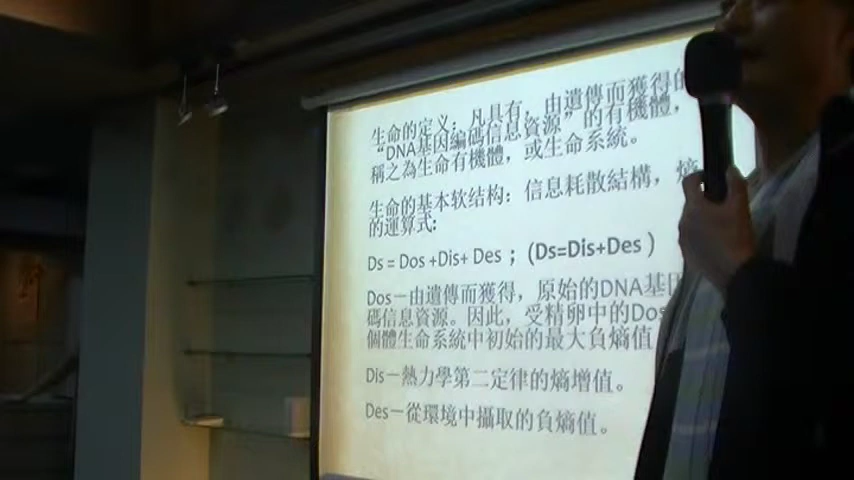 生命的定义：凡具有，由遺傳而獲得的
“DNA基因編碼信息資源”的有機體，
稱之為生命有機體，或生命系統。
生命的基本软结构：信息耗散結構，熵
的運算式:
Ds = Dos +Dis+ Des ；(Ds=Dis+Des )
Dos－由遺傳而獲得，原始的DNA基因
碼信息資源。因此，受精卵中的Dos
個體生命系統中初始的最大負熵值
Dis－熱力學第二定律的熵增值。
Des－從環境中攝取的負熵值。